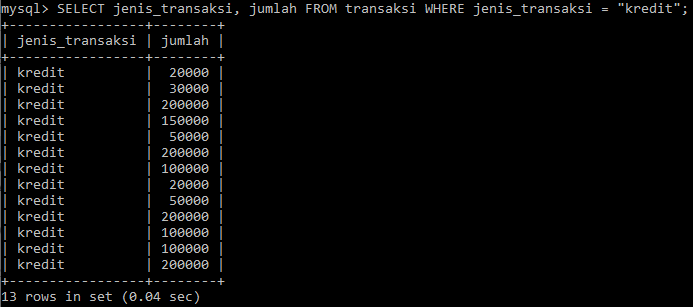 mysql> SELECT jenis_transaksi, jumlah FROM transaksi WHERE jenis_transaksi = "kredit";
+-----------------+--------+
| jenis_transaksi | jumlah |
+-----------------+--------+
| kredit          |  20000 |
| kredit          |  30000 |
| kredit          | 200000 |
| kredit          | 150000 |
| kredit          |  50000 |
| kredit          | 200000 |
| kredit          | 100000 |
| kredit          |  20000 |
| kredit          |  50000 |
| kredit          | 200000 |
| kredit          | 100000 |
| kredit          | 100000 |
| kredit          | 200000 |
+-----------------+--------+
13 rows in set (0.04 sec)